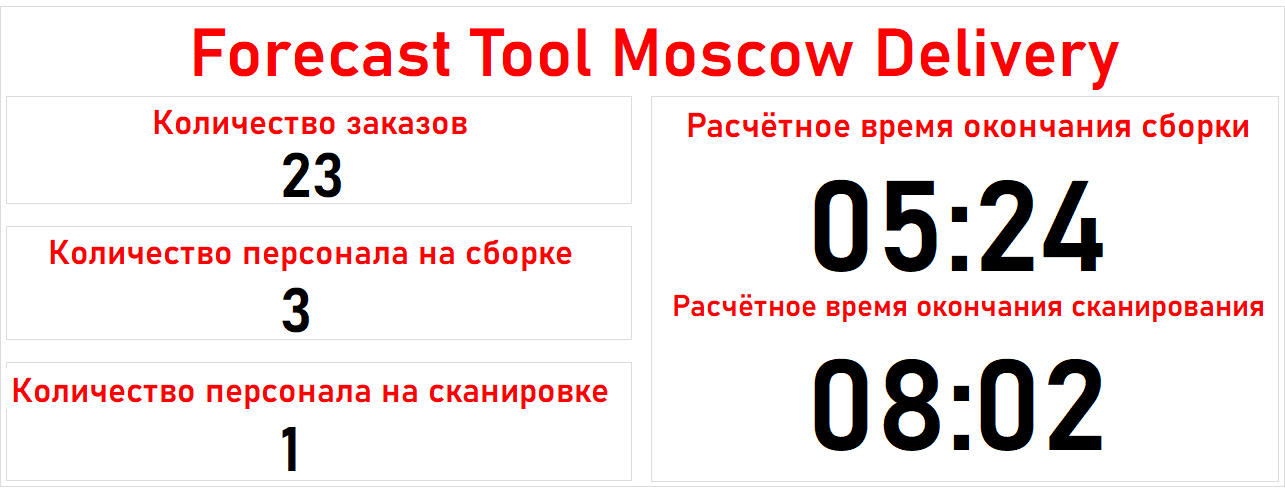 Forecast Tool Moscow Delivery
Количество заказов
23
Количество персонала на сборке
3
Количество персонала на сканировке
1
Расчётное время окончания сборки
05:24
Расчётное время окончания сканирования
08:02